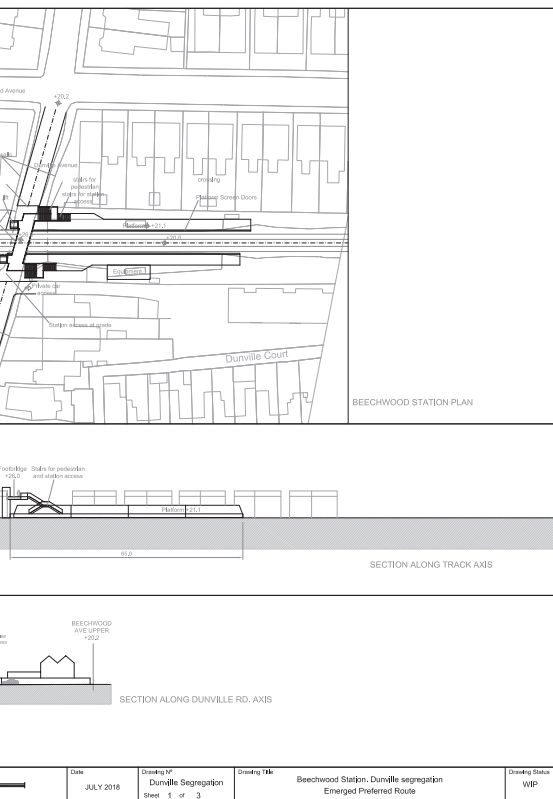 d Avenue
+20,2
Dunville Avenue
stairs for
pedestrian
stairs for station
access
crossing
Platform Screen Doors
lift
Platform +21.1
+20,0
Equipment
Private car
access
Station access at grade
Dunville Court
BEECHWOOD STATION PLAN
Footbridge
+26.0
Stairs for pedestrian
and station access
Platform +21.1
65,0
SECTION ALONG TRACK AXIS
BEECHWOOD
AVE UPPER
+20,2
SECTION ALONG DUNVILLE RD. AXIS
Date
JULY 2018
Drawing Nº
Dunville Segregation
Sheet 1 of 3
Drawing Title
Beechwood Station. Dunville segregation
Emerged Preferred Route
Drawing Status
WIP